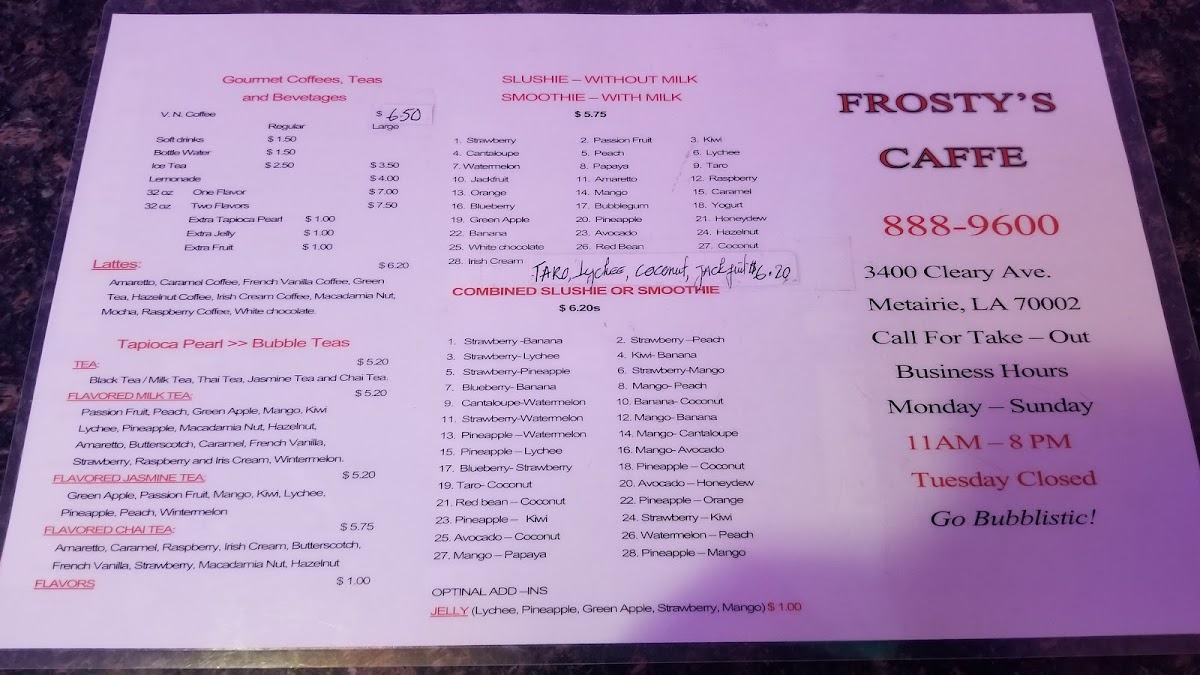 Gourmet Coffees, Teas
and Bevetages
V. N. Coffee $ 6.50
Regular Large
Soft drinks $ 1.50
Bottle Water $ 1.50
Ice Tea $ 2.50 $ 3.50
Lemonade $ 4.00
32 oz One Flavor $ 7.00
32 oz Two Flavors $ 7.50
Extra Tapioca Pearl $ 1.00
Extra Jelly $ 1.00
Extra Fruit $ 1.00
Lattes: $ 6.20
Amaretto, Caramel Coffee, French Vanilla Coffee, Green
Tea, Hazelnut Coffee, Irish Cream Coffee, Macadamia Nut,
Mocha, Raspberry Coffee, White chocolate.
Tapioca Pearl >> Bubble Teas
TEA: $ 5.20
Black Tea / Milk Tea, Thai Tea, Jasmine Tea and Chai Tea.
FLAVORED MILK TEA: $ 5.20
Passion Fruit, Peach, Green Apple, Mango, Kiwi
Lychee, Pineapple, Macadamia Nut, Hazelnut,
Amaretto, Butterscotch, Caramel, French Vanilla,
Strawberry, Raspberry and Iris Cream, Wintermelon.
FLAVORED JASMINE TEA: $ 5.20
Green Apple, Passion Fruit, Mango, Kiwi, Lychee,
Pineapple, Peach, Wintermelon
FLAVORED CHAI TEA: $ 5.75
Amaretto, Caramel, Raspberry, Irish Cream, Butterscotch,
French Vanilla, Strawberry, Macadamia Nut, Hazelnut
FLAVORS $ 1.00
SLUSHIE – WITHOUT MILK
SMOOTHIE – WITH MILK
$ 5.75
1. Strawberry 2. Passion Fruit 3. Kiwi
4. Cantaloupe 5. Peach 6. Lychee
7. Watermelon 8. Papaya 9. Taro
10. Jackfruit 11. Amaretto 12. Raspberry
13. Orange 14. Mango 15. Caramel
16. Blueberry 17. Bubblegum 18. Yogurt
19. Green Apple 20. Pineapple 21. Honeydew
22. Banana 23. Avocado 24. Hazelnut
25. White chocolate 26. Red Bean 27. Coconut
28. Irish Cream
TARO, Lychee, coconut, Jackfruit $6.20
COMBINED SLUSHIE OR SMOOTHIE
$ 6.20s
1. Strawberry -Banana 2. Strawberry –Peach
3. Strawberry- Lychee 4. Kiwi- Banana
5. Strawberry-Pineapple 6. Strawberry-Mango
7. Blueberry- Banana 8. Mango- Peach
9. Cantaloupe-Watermelon 10. Banana- Coconut
11. Strawberry-Watermelon 12. Mango- Banana
13. Pineapple –Watermelon 14. Mango- Cantaloupe
15. Pineapple – Lychee 16. Mango- Avocado
17. Blueberry- Strawberry 18. Pineapple – Coconut
19. Taro- Coconut 20. Avocado – Honeydew
21. Red bean – Coconut 22. Pineapple – Orange
23. Pineapple – Kiwi 24. Strawberry – Kiwi
25. Avocado – Coconut 26. Watermelon – Peach
27. Mango – Papaya 28. Pineapple – Mango
OPTINAL ADD –INS
JELLY (Lychee, Pineapple, Green Apple, Strawberry, Mango) $ 1.00
FROSTY'S
CAFFE
888-9600
3400 Cleary Ave.
Metairie, LA 70002
Call For Take – Out
Business Hours
Monday – Sunday
11AM – 8 PM
Tuesday Closed
Go Bubblistic!